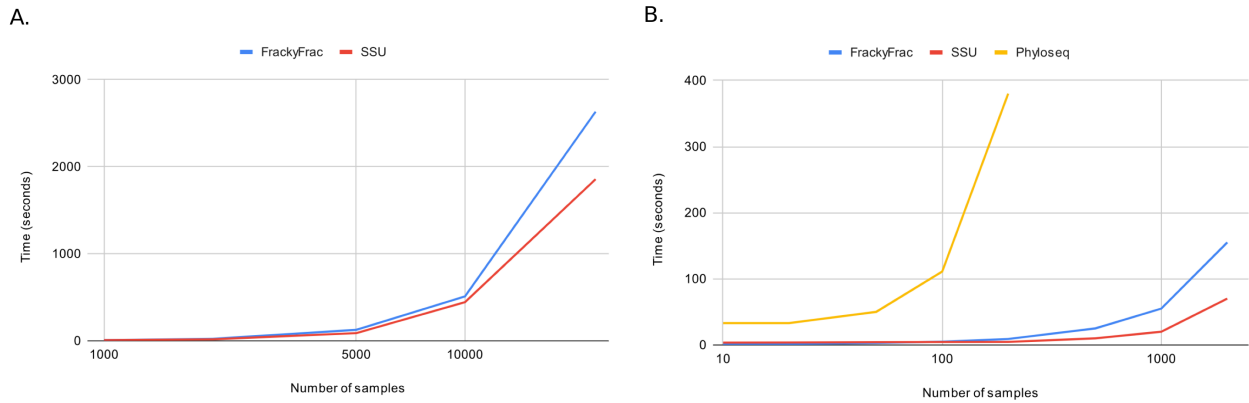 A.
FrackyFrac SSU
3000
2000
1000
0
Time (seconds)
1000 5000 10000
Number of samples
B.
FrackyFrac SSU Phyloseq
400
300
200
100
0
Time (seconds)
10 100 1000
Number of samples